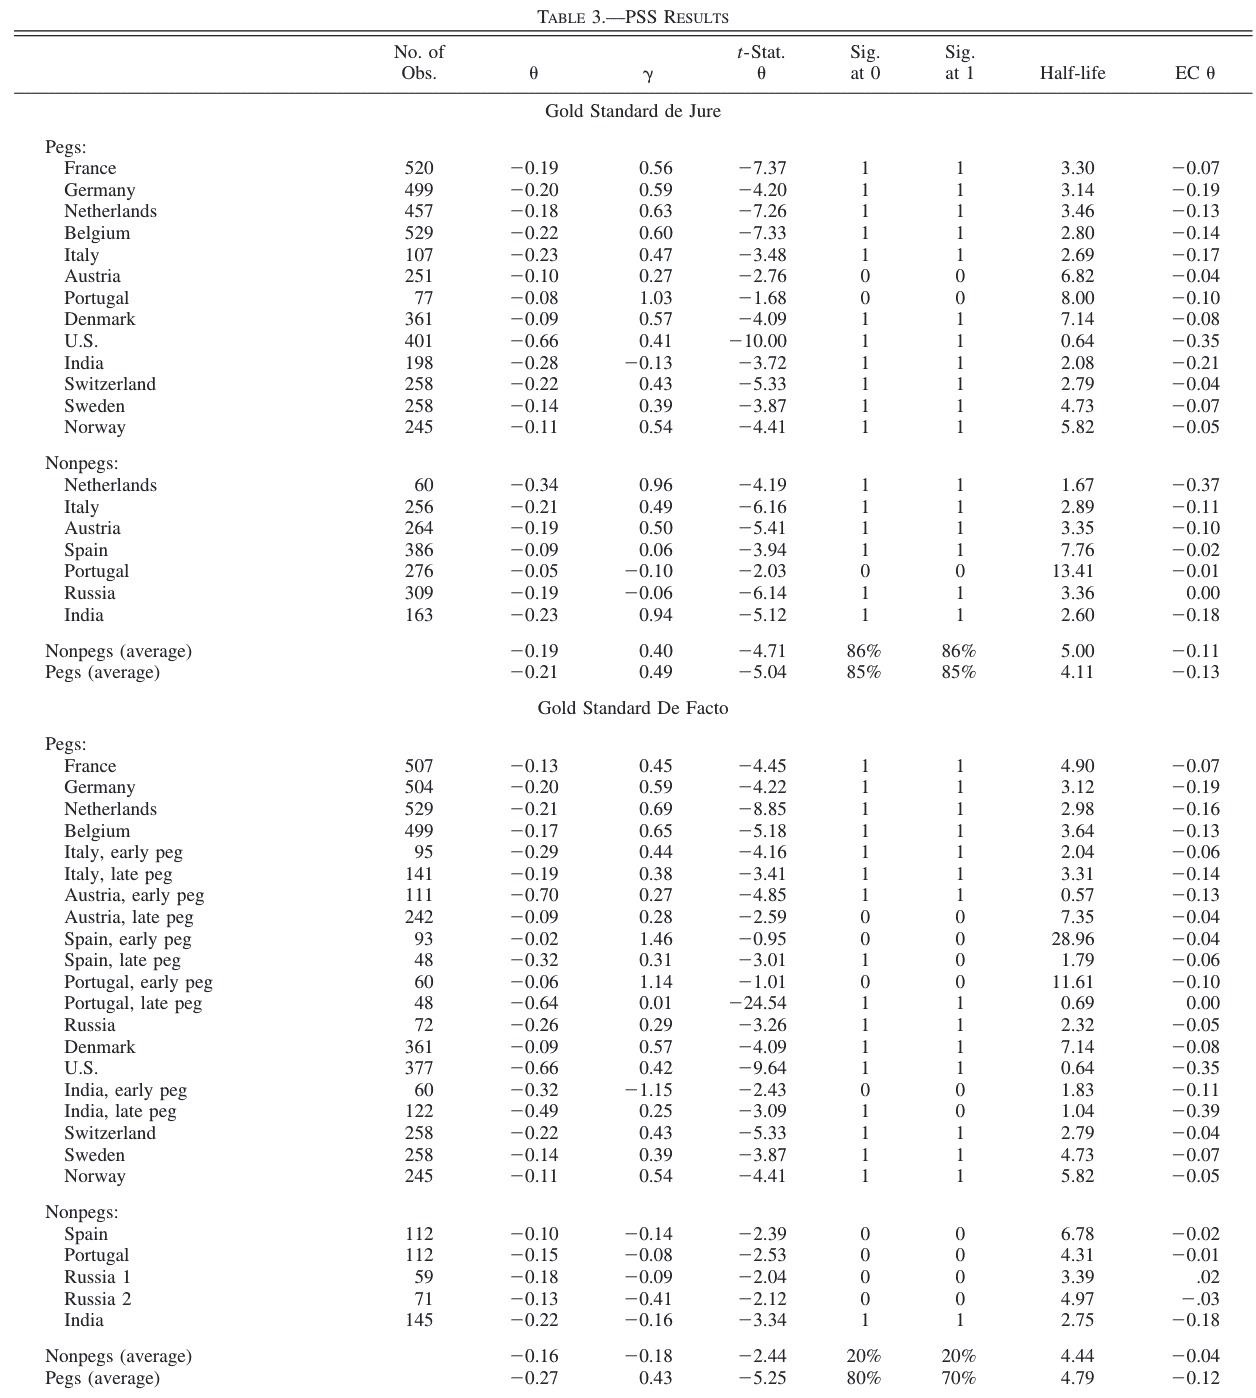 TABLE 3.—PSS RESULTS
No. of t-Stat. Sig. Sig.
Obs. θ γ θ at 0 at 1 Half-life EC θ
Gold Standard de Jure
Pegs:
France 520 −0.19 0.56 −7.37 1 1 3.30 −0.07
Germany 499 −0.20 0.59 −4.20 1 1 3.14 −0.19
Netherlands 457 −0.18 0.63 −7.26 1 1 3.46 −0.13
Belgium 529 −0.22 0.60 −7.33 1 1 2.80 −0.14
Italy 107 −0.23 0.47 −3.48 1 1 2.69 −0.17
Austria 251 −0.10 0.27 −2.76 0 0 6.82 −0.04
Portugal 77 −0.08 1.03 −1.68 0 0 8.00 −0.10
Denmark 361 −0.09 0.57 −4.09 1 1 7.14 −0.08
U.S. 401 −0.66 0.41 −10.00 1 1 0.64 −0.35
India 198 −0.28 −0.13 −3.72 1 1 2.08 −0.21
Switzerland 258 −0.22 0.43 −5.33 1 1 2.79 −0.04
Sweden 258 −0.14 0.39 −3.87 1 1 4.73 −0.07
Norway 245 −0.11 0.54 −4.41 1 1 5.82 −0.05
Nonpegs:
Netherlands 60 −0.34 0.96 −4.19 1 1 1.67 −0.37
Italy 256 −0.21 0.49 −6.16 1 1 2.89 −0.11
Austria 264 −0.19 0.50 −5.41 1 1 3.35 −0.10
Spain 386 −0.09 0.06 −3.94 1 1 7.76 −0.02
Portugal 276 −0.05 −0.10 −2.03 0 0 13.41 −0.01
Russia 309 −0.19 −0.06 −6.14 1 1 3.36 0.00
India 163 −0.23 0.94 −5.12 1 1 2.60 −0.18
Nonpegs (average) −0.19 0.40 −4.71 86% 86% 5.00 −0.11
Pegs (average) −0.21 0.49 −5.04 85% 85% 4.11 −0.13
Gold Standard De Facto
Pegs:
France 507 −0.13 0.45 −4.45 1 1 4.90 −0.07
Germany 504 −0.20 0.59 −4.22 1 1 3.12 −0.19
Netherlands 529 −0.21 0.69 −8.85 1 1 2.98 −0.16
Belgium 499 −0.17 0.65 −5.18 1 1 3.64 −0.13
Italy, early peg 95 −0.29 0.44 −4.16 1 1 2.04 −0.06
Italy, late peg 141 −0.19 0.38 −3.41 1 1 3.31 −0.14
Austria, early peg 111 −0.70 0.27 −4.85 1 1 0.57 −0.13
Austria, late peg 242 −0.09 0.28 −2.59 0 0 7.35 −0.04
Spain, early peg 93 −0.02 1.46 −0.95 0 0 28.96 −0.04
Spain, late peg 48 −0.32 0.31 −3.01 1 0 1.79 −0.06
Portugal, early peg 60 −0.06 1.14 −1.01 0 0 11.61 −0.10
Portugal, late peg 48 −0.64 0.01 −24.54 1 1 0.69 0.00
Russia 72 −0.26 0.29 −3.26 1 1 2.32 −0.05
Denmark 361 −0.09 0.57 −4.09 1 1 7.14 −0.08
U.S. 377 −0.66 0.42 −9.64 1 1 0.64 −0.35
India, early peg 60 −0.32 −1.15 −2.43 0 0 1.83 −0.11
India, late peg 122 −0.49 0.25 −3.09 1 0 1.04 −0.39
Switzerland 258 −0.22 0.43 −5.33 1 1 2.79 −0.04
Sweden 258 −0.14 0.39 −3.87 1 1 4.73 −0.07
Norway 245 −0.11 0.54 −4.41 1 1 5.82 −0.05
Nonpegs:
Spain 112 −0.10 −0.14 −2.39 0 0 6.78 −0.02
Portugal 112 −0.15 −0.08 −2.53 0 0 4.31 −0.01
Russia 1 59 −0.18 −0.09 −2.04 0 0 3.39 .02
Russia 2 71 −0.13 −0.41 −2.12 0 0 4.97 −.03
India 145 −0.22 −0.16 −3.34 1 1 2.75 −0.18
Nonpegs (average) −0.16 −0.18 −2.44 20% 20% 4.44 −0.04
Pegs (average) −0.27 0.43 −5.25 80% 70% 4.79 −0.12